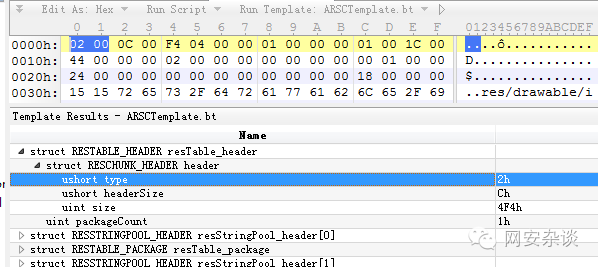 Edit As: Hex Run Script Run Template: ARSCTemplate.bt
0 1 2 3 4 5 6 7 8 9 A B C D E F 0123456789ABCDEF
0000h: 02 00 0C 00 F4 04 00 00 01 00 00 00 01 00 1C 00 ....ô...........
0010h: 44 00 00 00 02 00 00 00 00 00 00 00 00 01 00 00 D...............
0020h: 24 00 00 00 00 00 00 00 00 00 00 00 18 00 00 00 $...............
0030h: 15 15 72 65 73 2F 64 72 61 77 61 62 6C 65 2F 69 ..res/drawable/i
Template Results - ARSCTemplate.bt
Name
struct RESTABLE_HEADER resTable_header
struct RESCHUNK_HEADER header
ushort type 2h
ushort headerSize Ch
uint size 4F4h
uint packageCount 1h
struct RESSTRINGPOOL_HEADER resStringPool_header[0]
struct RESTABLE_PACKAGE resTable_package
struct RESSTRINGPOOL_HEADER resStringPool_header[1]
网安杂谈